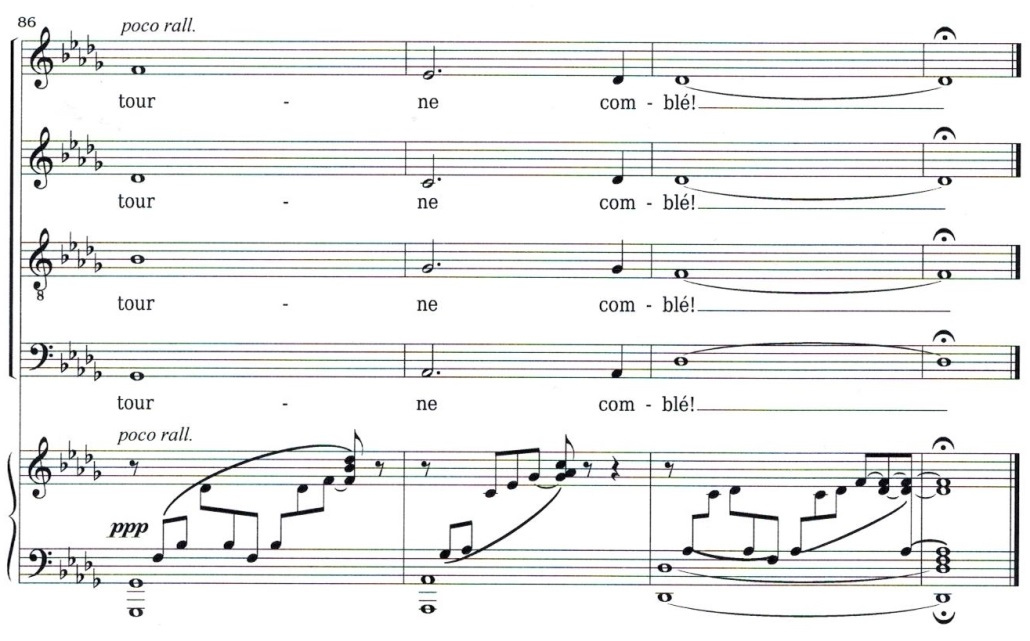 86
poco rall.
tour - ne com - blé!
tour - ne com - blé!
8
tour - ne com - blé!
tour - ne com - blé!
poco rall.
ppp